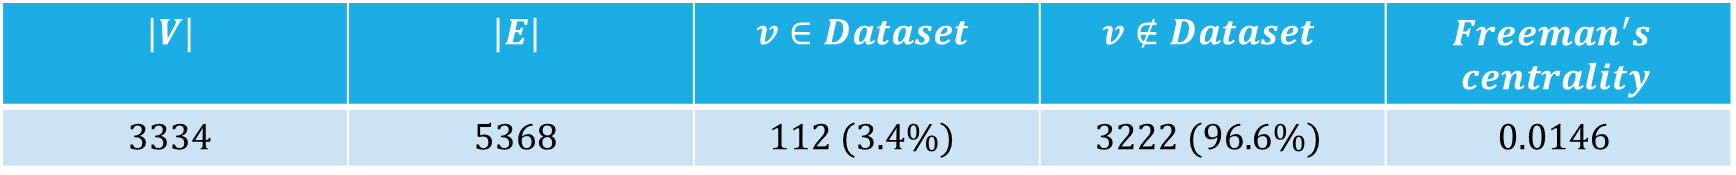 |V| |E| v ∈ Dataset v ∉ Dataset Freeman's
centrality
3334 5368 112 (3.4%) 3222 (96.6%) 0.0146